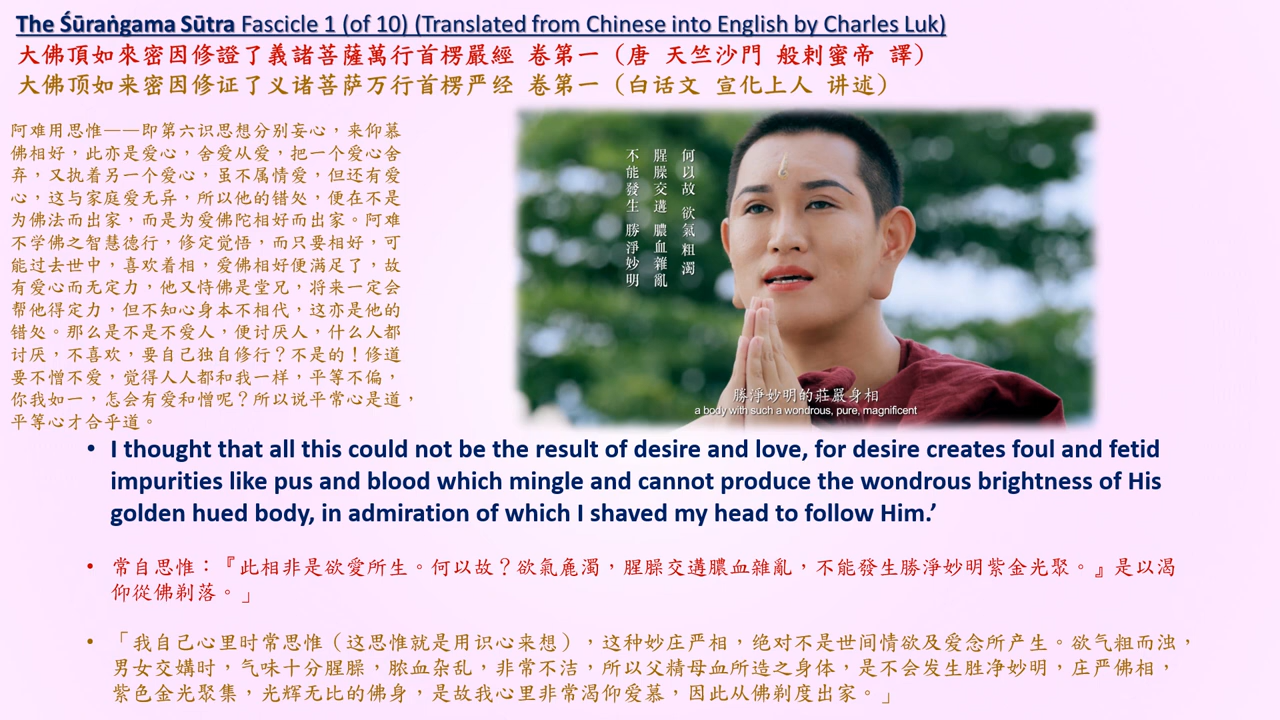 The Śūraṅgama Sūtra Fascicle 1 (of 10) (Translated from Chinese into English by Charles Luk)
大佛頂如來密因修證了義諸菩薩萬行首楞嚴經 卷第一（唐 天竺沙門 般剌蜜帝 譯）
大佛顶如来密因修证了义诸菩萨万行首楞严经 卷第一（白话文 宣化上人 讲述）
阿难用思惟——即第六识思想分别妄心，来仰慕
佛相好，此亦是爱心，舍爱从爱，把一个爱心舍
弃，又执着另一个爱心，虽不属情爱，但还有爱
心，这与家庭爱无异，所以他的错处，便在不是
为佛法而出家，而是为爱佛陀相好而出家。阿难
不学佛之智慧德行，修定觉悟，而只要相好，可
能过去世中，喜欢着相，爱佛相好便满足了，故
有爱心而无定力，他又恃佛是堂兄，将来一定会
帮他得定力，但不知心身本不相代，这亦是他的
错处。那么是不是不爱人，便讨厌人，什么人都
讨厌，不喜欢，要自己独自修行？不是的！修道
要不憎不爱，觉得人人都和我一样，平等不偏，
你我如一，怎会有爱和憎呢？所以说平常心是道，
平等心才合乎道。
何以故 欲氣粗濁
腥臊交遘 膿血雜亂
不能發生 勝淨妙明
勝淨妙明的莊嚴身相
a body with such a wondrous, pure, magnificent
• I thought that all this could not be the result of desire and love, for desire creates foul and fetid
impurities like pus and blood which mingle and cannot produce the wondrous brightness of His
golden hued body, in admiration of which I shaved my head to follow Him.’
• 常自思惟：『此相非是欲愛所生。何以故？欲氣麁濁，腥臊交遘膿血雜亂，不能發生勝淨妙明紫金光聚。』是以渴
仰從佛剃落。」
• 「我自己心里时常思惟（这思惟就是用识心来想），这种妙庄严相，绝对不是世间情欲及爱念所产生。欲气粗而浊，
男女交媾时，气味十分腥臊，脓血杂乱，非常不洁，所以父精母血所造之身体，是不会发生胜净妙明，庄严佛相，
紫色金光聚集，光辉无比的佛身，是故我心里非常渴仰爱慕，因此从佛剃度出家。」